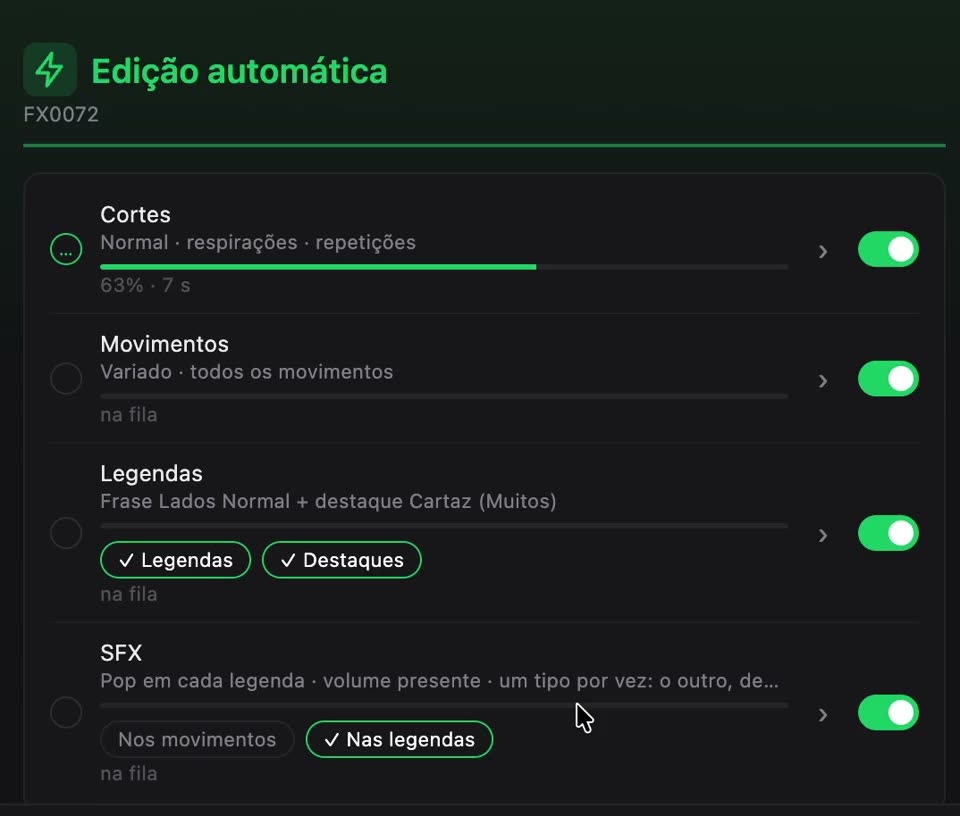 Edição automática
FX0072
Cortes
Normal · respirações · repetições
...
63% · 7 s
Movimentos
Variado · todos os movimentos
na fila
Legendas
Frase Lados Normal + destaque Cartaz (Muitos)
✓ Legendas ✓ Destaques
na fila
SFX
Pop em cada legenda · volume presente · um tipo por vez: o outro, de...
Nos movimentos ✓ Nas legendas
na fila